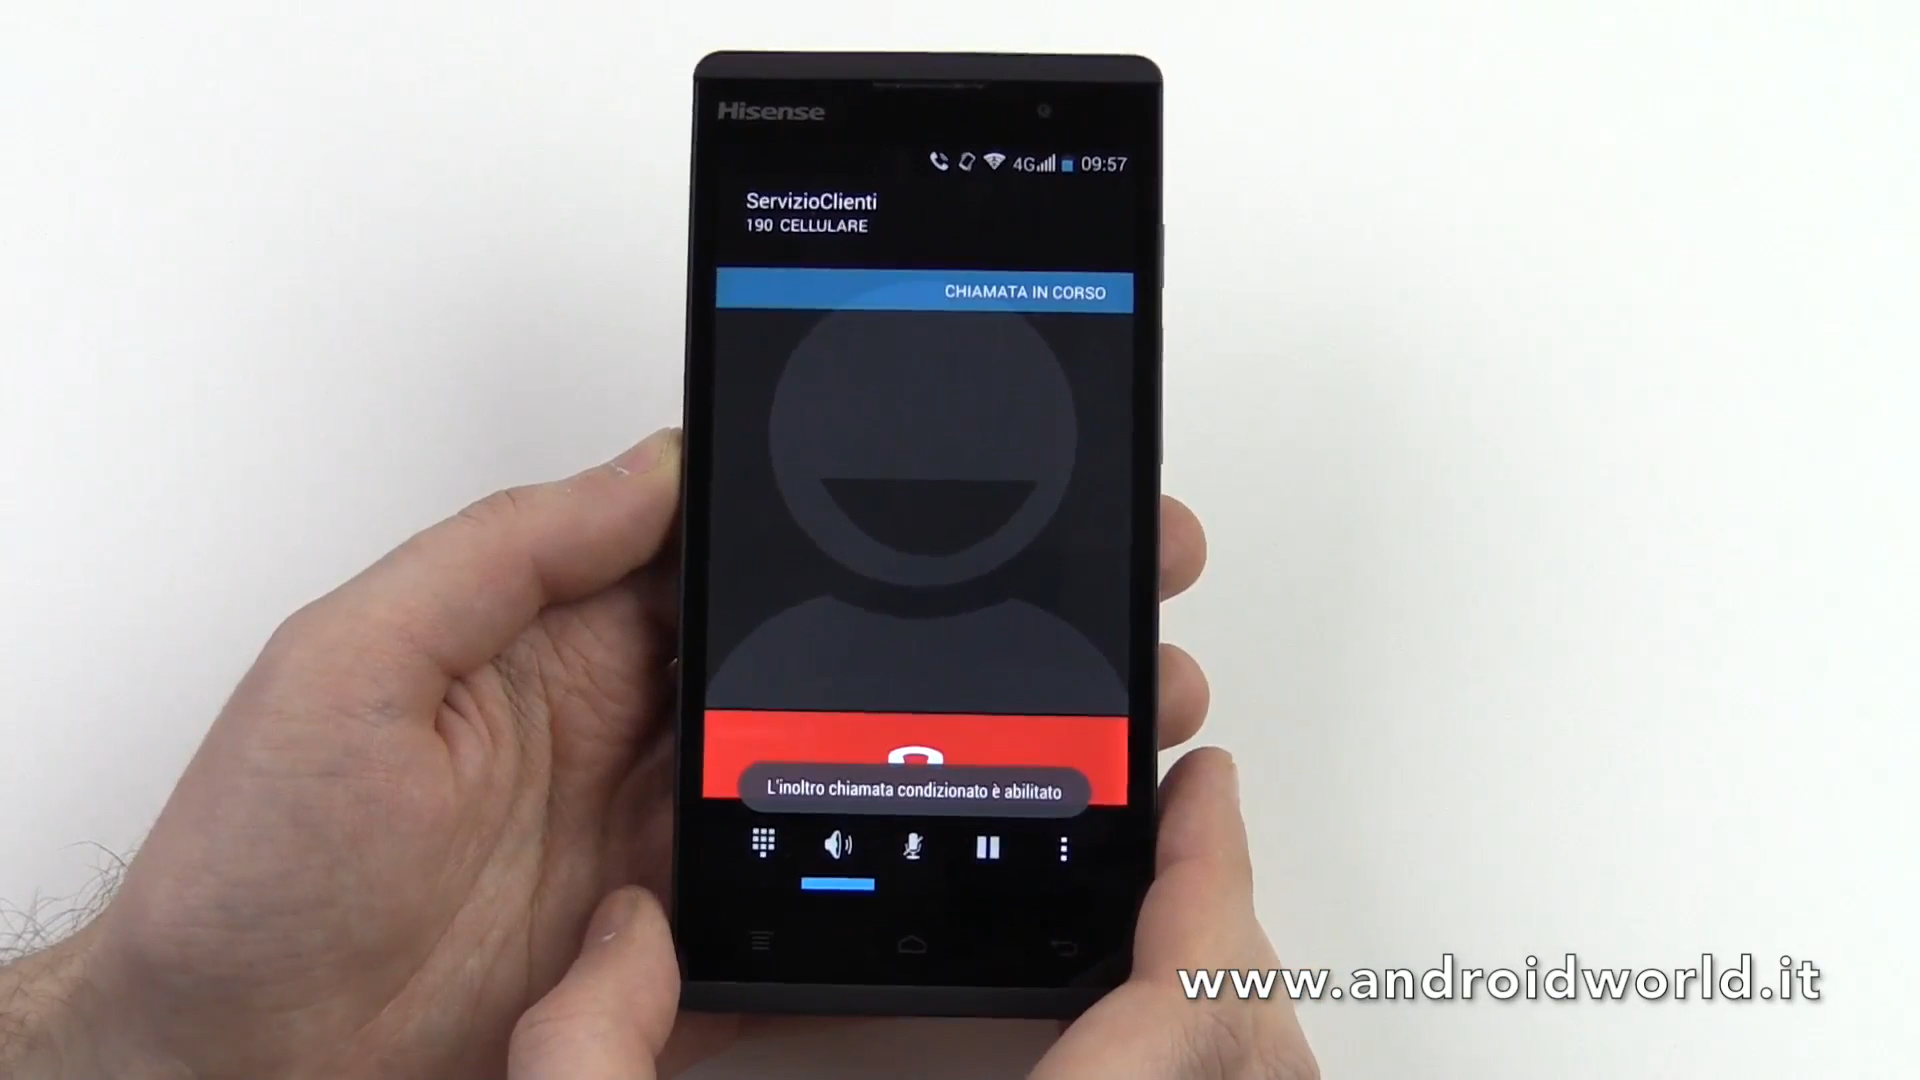 Hisense
4G 09:57
ServizioClienti
190 CELLULARE
CHIAMATA IN CORSO
L'inoltro chiamata condizionato è abilitato
www.androidworld.it